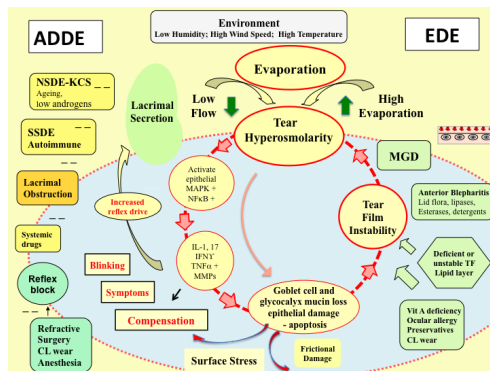 ADDE
Environment
Low Humidity; High Wind Speed; High Temperature
EDE
Evaporation
NSDE-KCS
Ageing,
low androgens
Lacrimal
Secretion
Low
Flow
High
Evaporation
Tear
Hyperosmolarity
SSDE
Autoimmune
MGD
Lacrimal
Obstruction
Activate
epithelial
MAPK +
NFκB +
Increased
reflex drive
Anterior Blepharitis
Lid flora, lipases,
Esterases, detergents
Tear
Film
Instability
Systemic
drugs
IL-1, 17
IFNƳ
TNFα +
MMPs
Blinking
Symptoms
Compensation
Reflex
block
Deficient or
unstable TF
Lipid layer
Goblet cell and
glycocalyx mucin loss
epithelial damage
- apoptosis
Vit A deficiency
Ocular allergy
Preservatives
CL wear
Refractive
Surgery
CL wear
Anesthesia
Surface Stress
Frictional
Damage